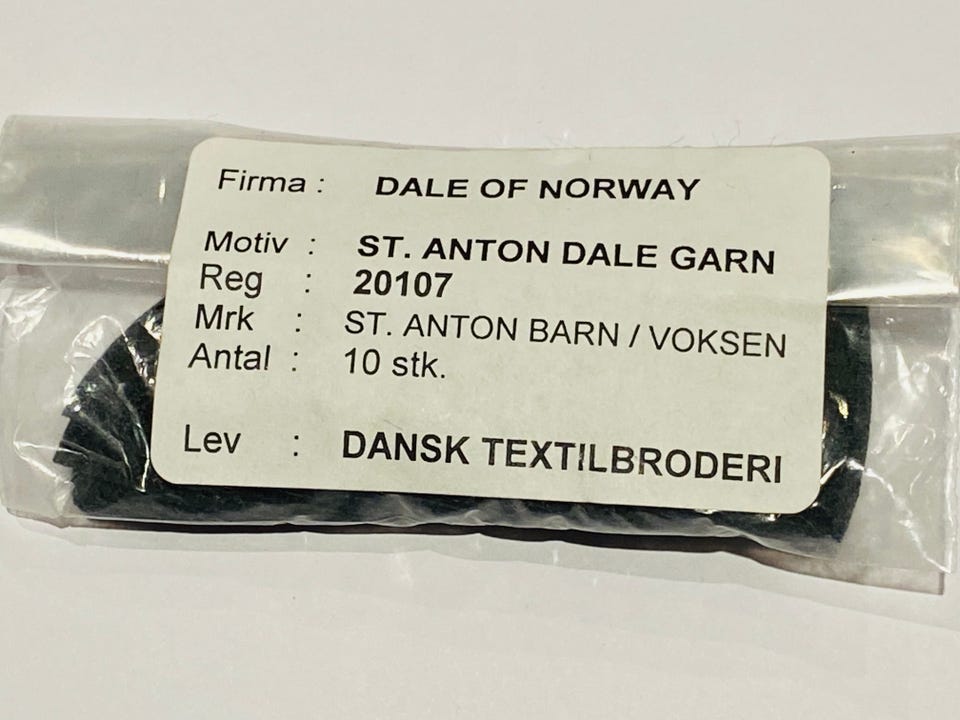 Firma : DALE OF NORWAY
Motiv : ST. ANTON DALE GARN
Reg : 20107
Mrk : ST. ANTON BARN / VOKSEN
Antal : 10 stk.
Lev : DANSK TEXTILBRODERI